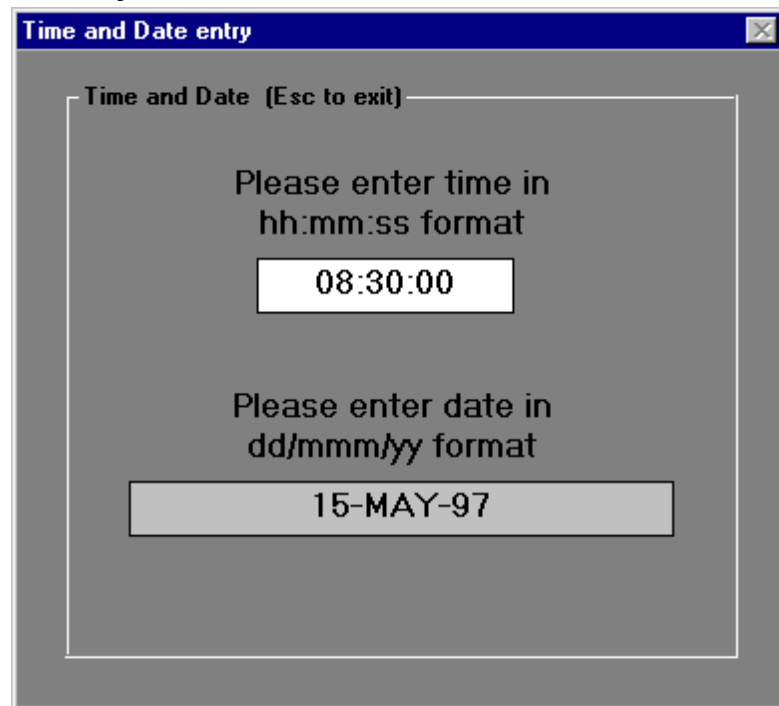 Time and Date entry
Time and Date (Esc to exit)
Please enter time in
hh:mm:ss format
08:30:00
Please enter date in
dd/mmm/yy format
15-MAY-97